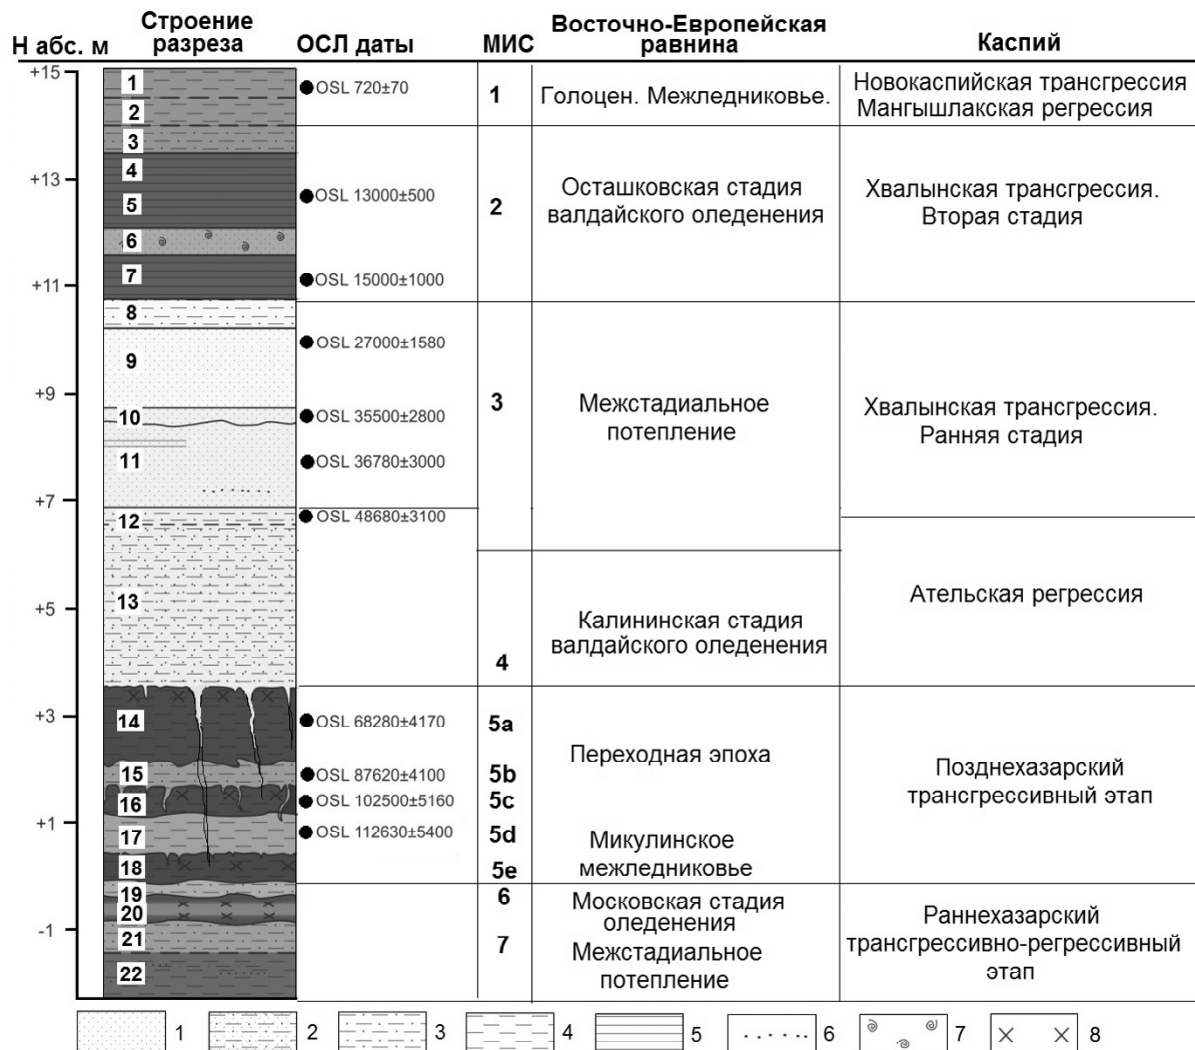 Строение
разреза
Н абс. м
ОСЛ даты
МИС
Восточно-Европейская
равнина
Каспий
+15
1
OSL 720±70
1
Голоцен. Межледниковье.
Новокаспийская трансгрессия
Мангышлакская регрессия
2
3
+13
4
5
OSL 13000±500
2
Осташковская стадия
валдайского оледенения
Хвалынская трансгрессия.
Вторая стадия
6
7
+11
OSL 15000±1000
8
9
OSL 27000±1580
+9
10
OSL 35500±2800
3
Межстадиальное
потепление
Хвалынская трансгрессия.
Ранняя стадия
11
OSL 36780±3000
+7
12
OSL 48680±3100
13
+5
Ательская регрессия
Калининская стадия
валдайского оледенения
4
+3
14
OSL 68280±4170
5a
Переходная эпоха
15
OSL 87620±4100
5b
Позднехазарский
трансгрессивный этап
16
OSL 102500±5160
5c
+1
17
OSL 112630±5400
5d
Микулинское
межледниковье
18
5e
19
6
Московская стадия
оледенения
20
-1
21
7
Межстадиальное
потепление
Раннехазарский
трансгрессивно-регрессивный
этап
22
1
2
3
4
5
6
7
8